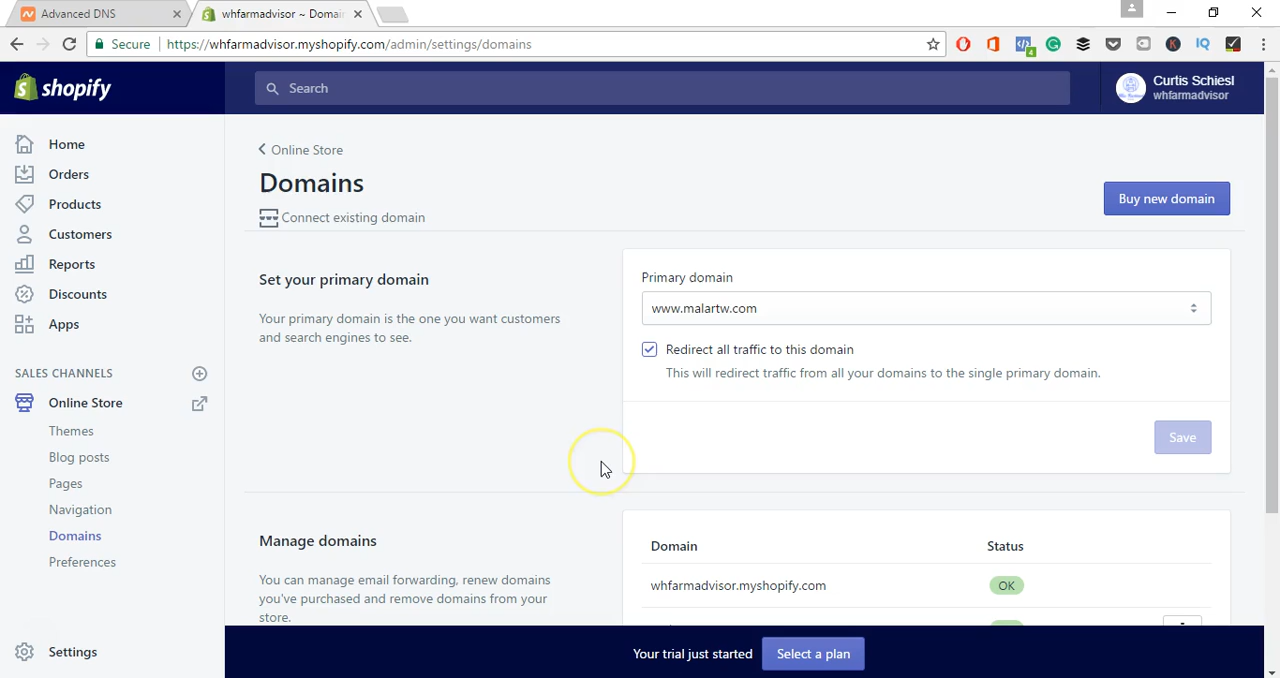 Advanced DNS
whfarmadvisor ~ Domai
Secure
https://whfarmadvisor.myshopify.com/admin/settings/domains
4
K
IQ
shopify
Search
Curtis Schiesl
whfarmadvisor
Home
Orders
Products
Customers
Reports
Discounts
Apps
SALES CHANNELS
Online Store
Themes
Blog posts
Pages
Navigation
Domains
Preferences
Settings
Online Store
Domains
Connect existing domain
Buy new domain
Set your primary domain
Your primary domain is the one you want customers
and search engines to see.
Primary domain
www.malartw.com
Redirect all traffic to this domain
This will redirect traffic from all your domains to the single primary domain.
Save
Manage domains
You can manage email forwarding, renew domains
you've purchased and remove domains from your
store.
Domain
Status
whfarmadvisor.myshopify.com
OK
Your trial just started
Select a plan